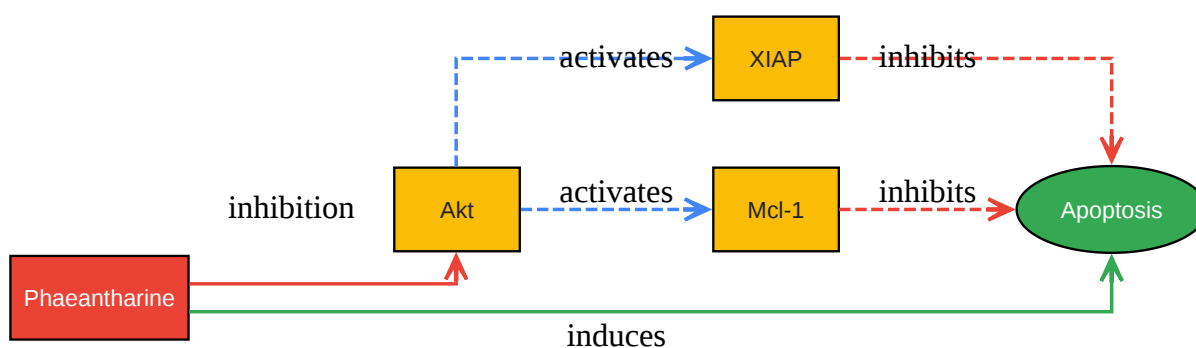 activates
XIAP
inhibits
inhibition
Akt
activates
Mcl-1
inhibits
Apoptosis
Phaeantharine
induces